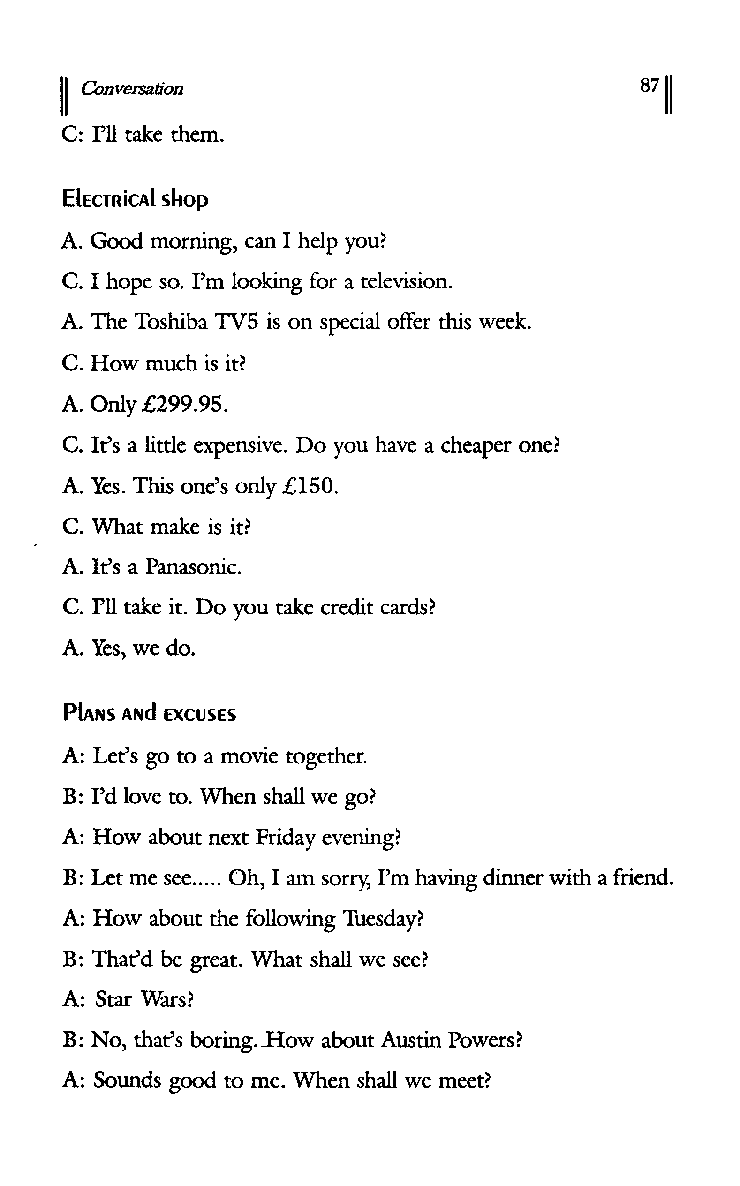 Conversation 87
C: I'll take them.
Electrical shop
A. Good morning, can I help you?
C. I hope so. I'm looking for a television.
A. The Toshiba TV5 is on special offer this week.
C. How much is it?
A. Only £299.95.
C. It's a little expensive. Do you have a cheaper one?
A. Yes. This one's only £150.
C. What make is it?
A. It's a Panasonic.
C. I'll take it. Do you take credit cards?
A. Yes, we do.
Plans and excuses
A: Let's go to a movie together.
B: I'd love to. When shall we go?
A: How about next Friday evening?
B: Let me see..... Oh, I am sorry, I'm having dinner with a friend.
A: How about the following Tuesday?
B: That'd be great. What shall we see?
A: Star Wars?
B: No, that's boring. How about Austin Powers?
A: Sounds good to me. When shall we meet?